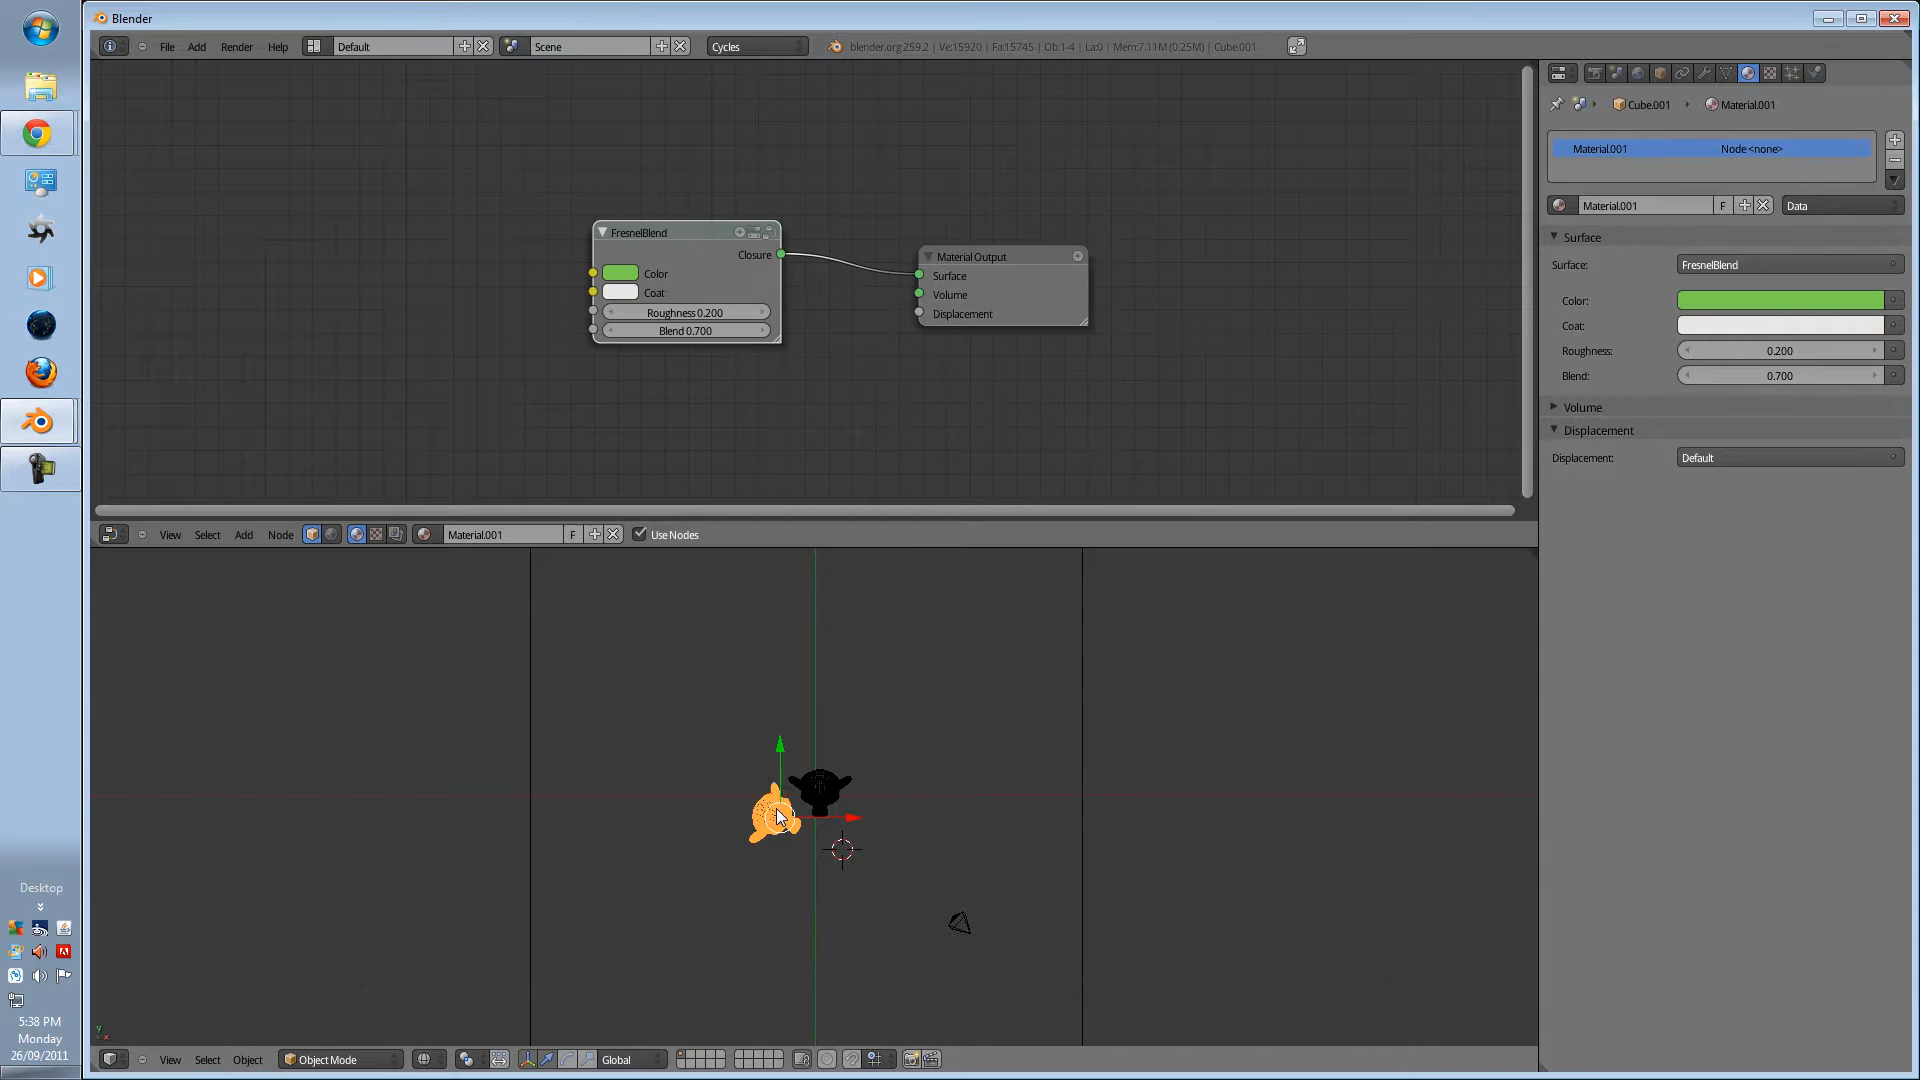 Blender
File Add Render Help Default Scene Cycles blender.org 259.2 | Ve:15920 | Fa:15745 | Ob:1-4 | La:0 | Mem:7.11M (0.25M) | Cube.001
Cube.001 Material.001
Material.001 Node <none>
Material.001 F Data
Surface
Surface: FresnelBlend
Color:
Coat:
Roughness: 0.200
Blend: 0.700
Volume
Displacement
Displacement: Default
FresnelBlend
Closure
Color
Coat
Roughness 0.200
Blend 0.700
Material Output
Surface
Volume
Displacement
View Select Add Node Material.001 F Use Nodes
View Select Object Object Mode Global
Desktop
5:38 PM
Monday
26/09/2011